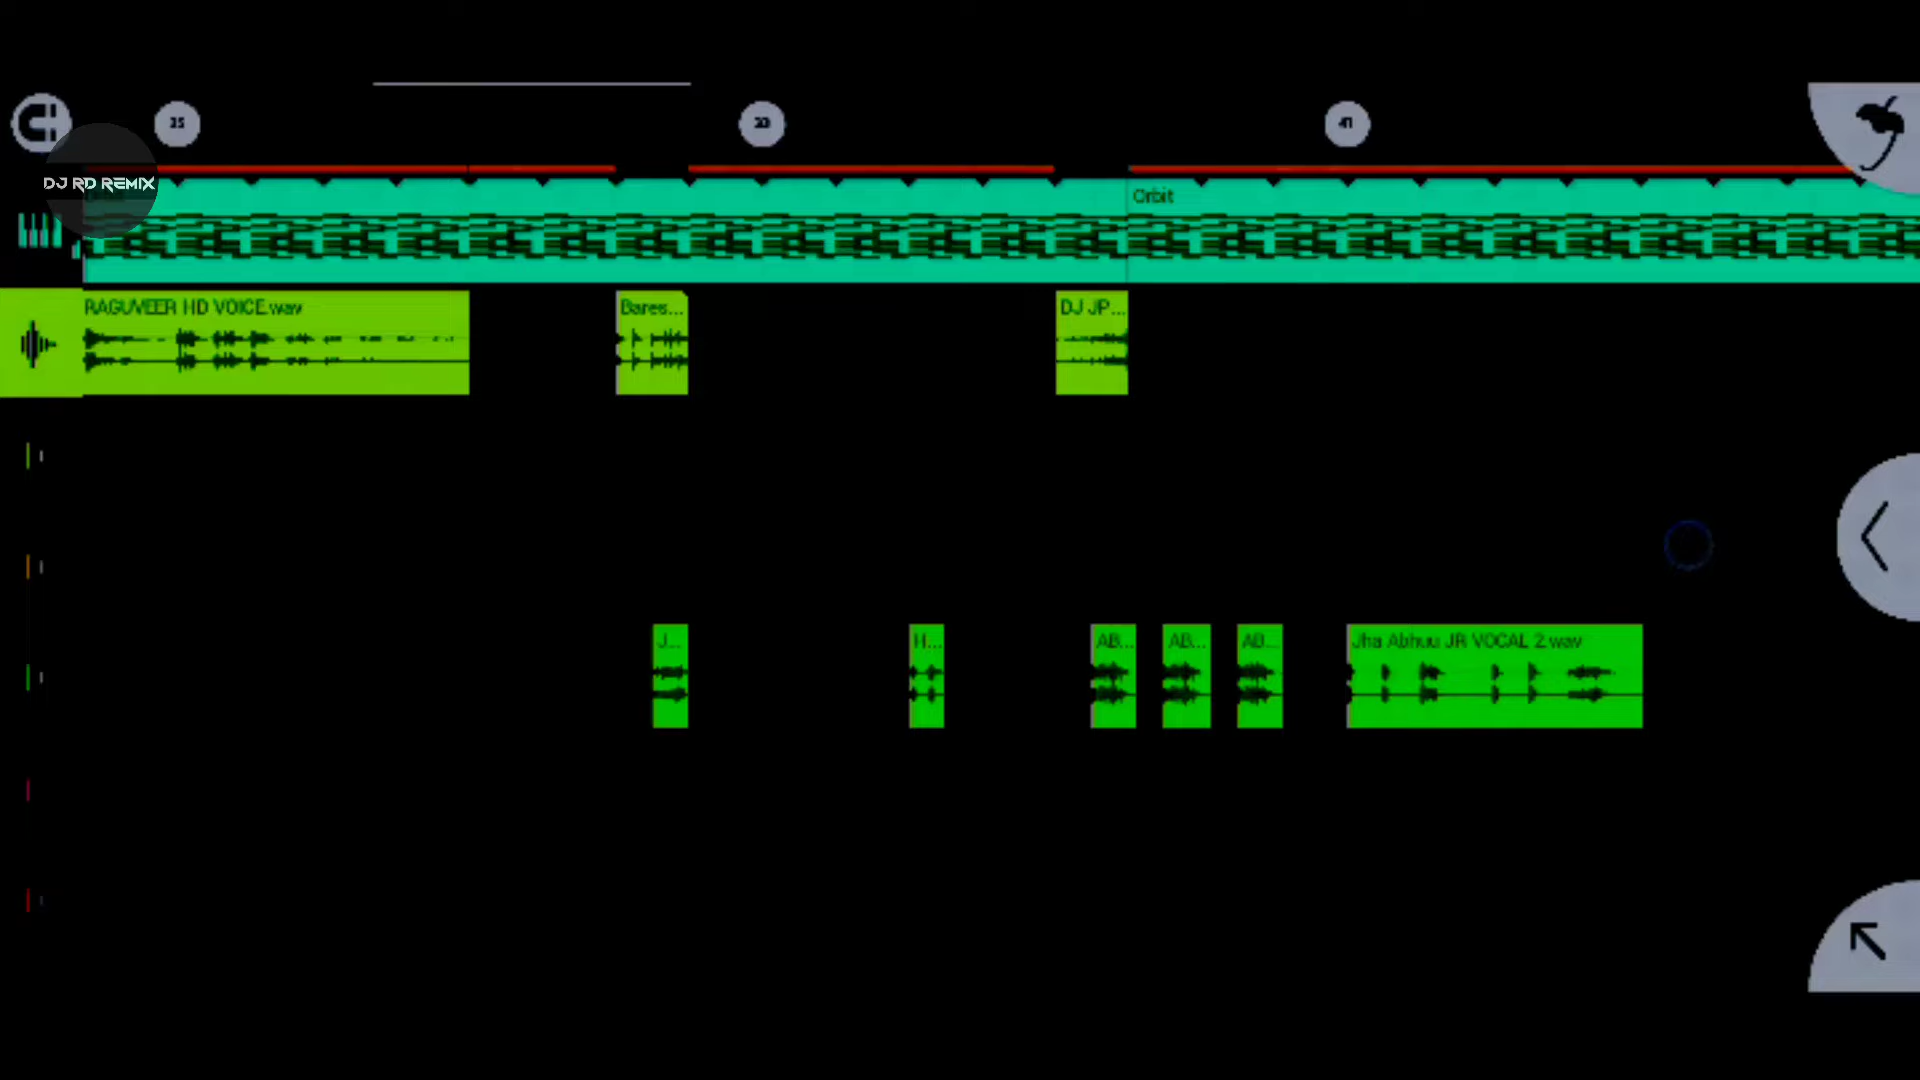 41
DJ RD REMIX
Orbit
RAGUVEER HD VOICE.wav
Bares...
DJ JP...
J...
H...
AB...
AB...
AB...
Jha Abhuu JR VOCAL 2.wav